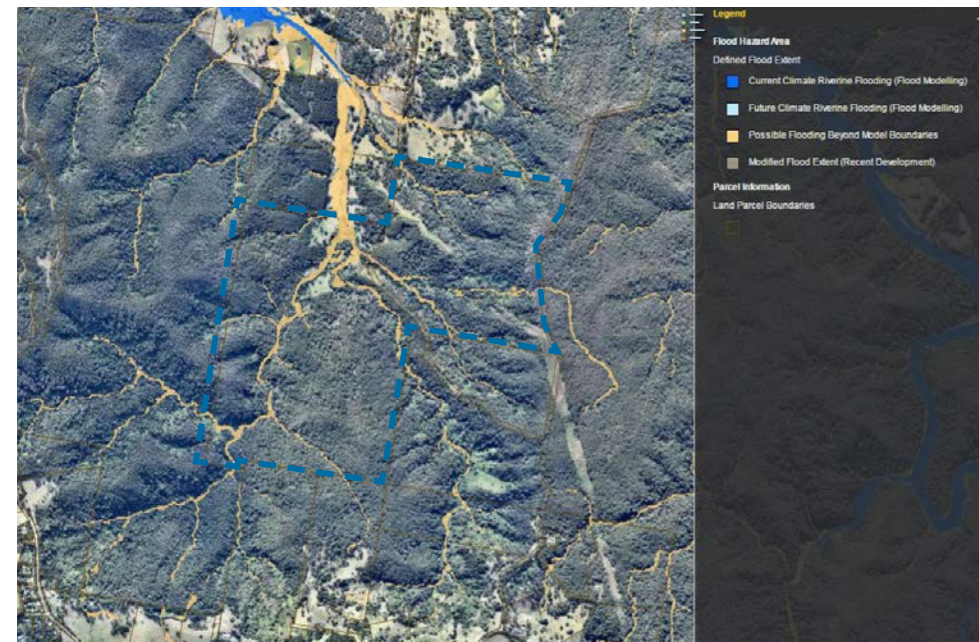 Legend
Flood Hazard Area
Defined Flood Extent
Current Climate Riverine Flooding (Flood Modelling)
Future Climate Riverine Flooding (Flood Modelling)
Possible Flooding Beyond Model Boundaries
Modified Flood Extent (Recent Development)
Parcel Information
Land Parcel Boundaries